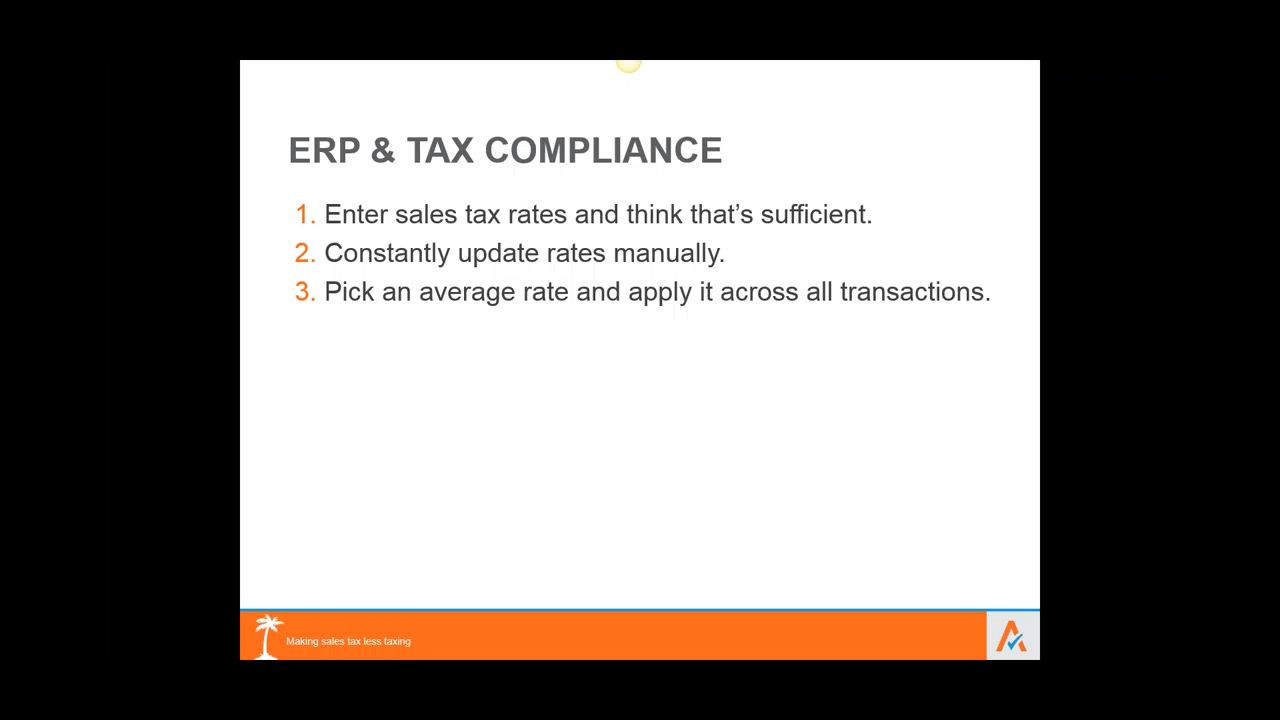 ERP & TAX COMPLIANCE
1. Enter sales tax rates and think that’s sufficient.
2. Constantly update rates manually.
3. Pick an average rate and apply it across all transactions.
Making sales tax less taxing